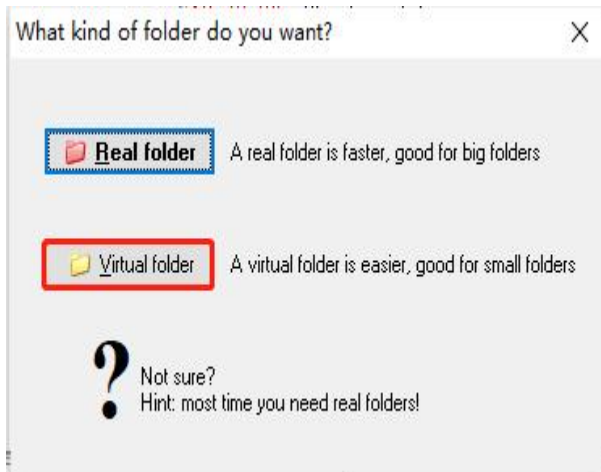 What kind of folder do you want?
Real folder A real folder is faster, good for big folders
Virtual folder A virtual folder is easier, good for small folders
?
Not sure?
Hint: most time you need real folders!